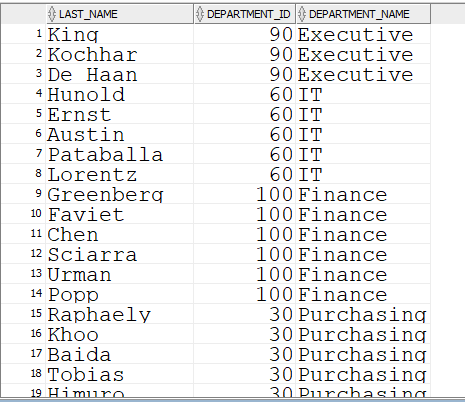 LAST_NAME DEPARTMENT_ID DEPARTMENT_NAME
1 King 90 Executive
2 Kochhar 90 Executive
3 De Haan 90 Executive
4 Hunold 60 IT
5 Ernst 60 IT
6 Austin 60 IT
7 Pataballa 60 IT
8 Lorentz 60 IT
9 Greenberg 100 Finance
10 Faviet 100 Finance
11 Chen 100 Finance
12 Sciarra 100 Finance
13 Urman 100 Finance
14 Popp 100 Finance
15 Raphaely 30 Purchasing
16 Khoo 30 Purchasing
17 Baida 30 Purchasing
18 Tobias 30 Purchasing
19 Himuro 30 Purchasing